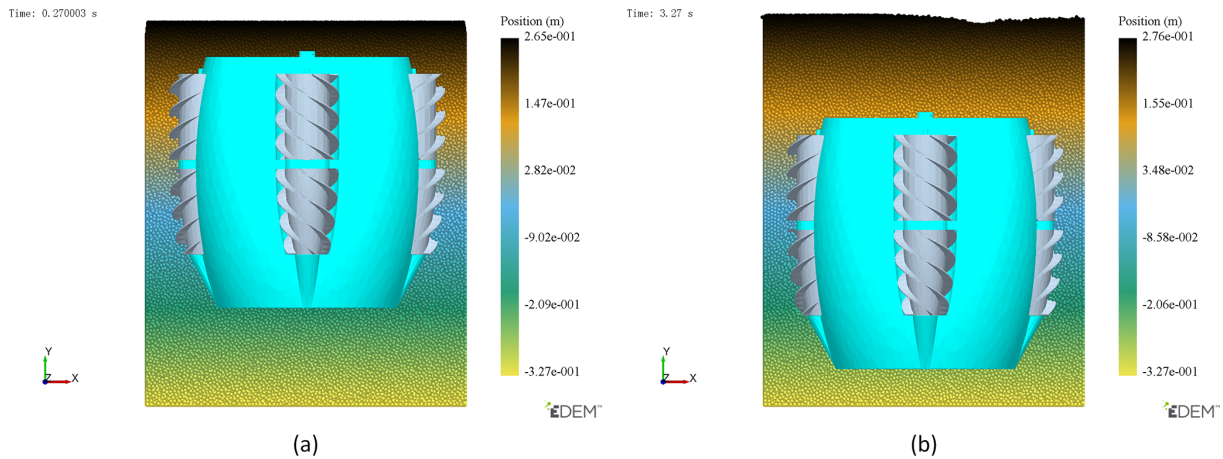 Time: 0.270003 s
Position (m)
2.65e-001
1.47e-001
2.82e-002
-9.02e-002
-2.09e-001
-3.27e-001
Y
Z
X
EDEM™
(a)
Time: 3.27 s
Position (m)
2.76e-001
1.55e-001
3.48e-002
-8.58e-002
-2.06e-001
-3.27e-001
Y
Z
X
EDEM™
(b)